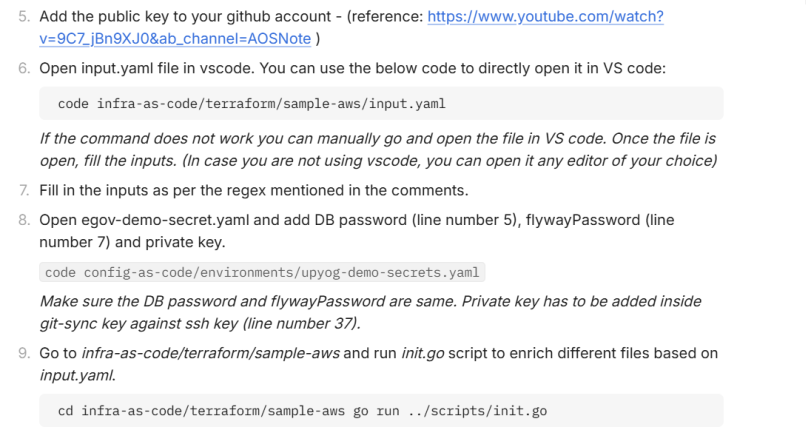 5. Add the public key to your github account - (reference: https://www.youtube.com/watch?
v=9C7_jBn9XJ0&ab_channel=AOSNote )
6. Open input.yaml file in vscode. You can use the below code to directly open it in VS code:
code infra-as-code/terraform/sample-aws/input.yaml
If the command does not work you can manually go and open the file in VS code. Once the file is
open, fill the inputs. (In case you are not using vscode, you can open it any editor of your choice)
7. Fill in the inputs as per the regex mentioned in the comments.
8. Open egov-demo-secret.yaml and add DB password (line number 5), flywayPassword (line
number 7) and private key.
code config-as-code/environments/upyog-demo-secrets.yaml
Make sure the DB password and flywayPassword are same. Private key has to be added inside
git-sync key against ssh key (line number 37).
9. Go to infra-as-code/terraform/sample-aws and run init.go script to enrich different files based on
input.yaml.
cd infra-as-code/terraform/sample-aws go run ../scripts/init.go